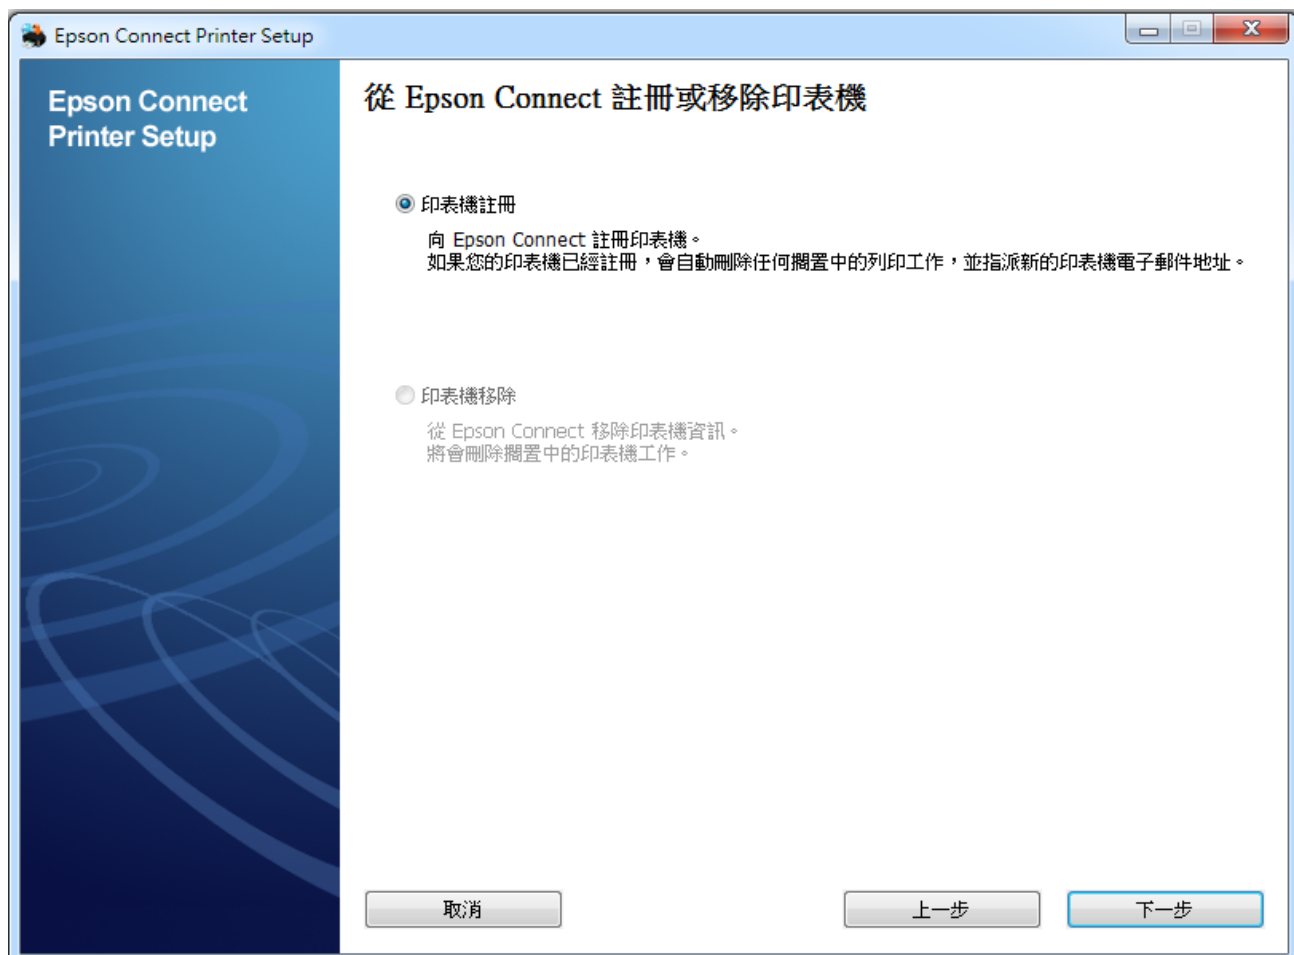 Epson Connect Printer Setup
Epson Connect
Printer Setup
從 Epson Connect 註冊或移除印表機
印表機註冊
向 Epson Connect 註冊印表機。
如果您的印表機已經註冊，會自動刪除任何擱置中的列印工作，並指派新的印表機電子郵件地址。
印表機移除
從 Epson Connect 移除印表機資訊。
將會刪除擱置中的印表機工作。
取消
上一步
下一步